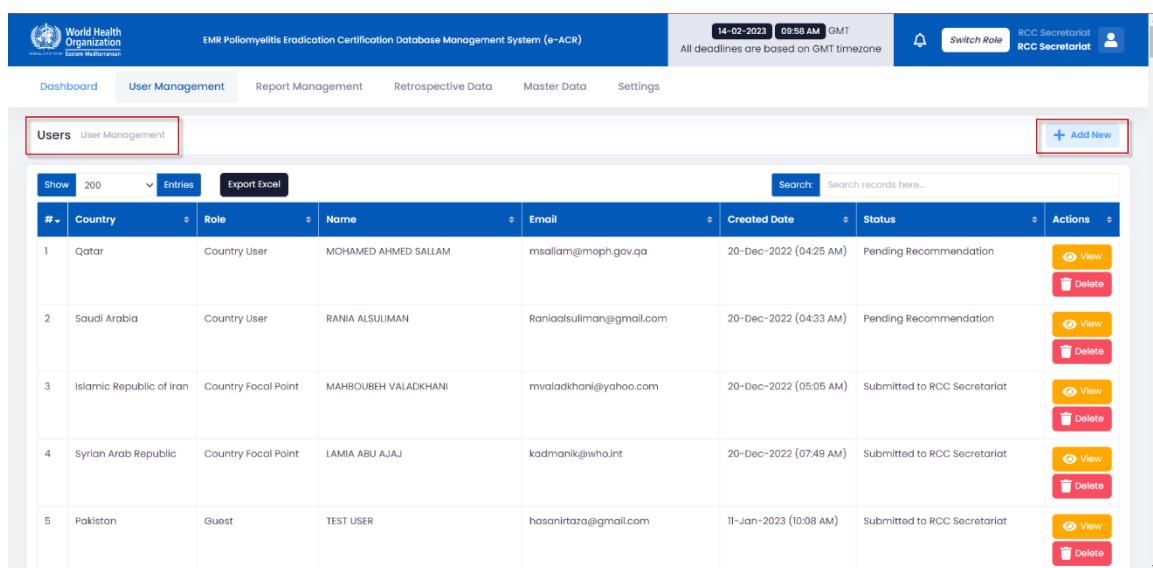 World Health
Organization
Eastern Mediterranean
EMR Poliomyelitis Eradication Certification Database Management System (e-ACR)
14-02-2023 09:58 AM GMT
All deadlines are based on GMT timezone
Switch Role
RCC Secretariat
RCC Secretariat
Dashboard User Management Report Management Retrospective Data Master Data Settings
Users User Management
+ Add New
Show 200 Entries Export Excel Search: Search records here...
# Country Role Name Email Created Date Status Actions
1 Qatar Country User MOHAMED AHMED SALLAM msallam@moph.gov.qa 20-Dec-2022 (04:25 AM) Pending Recommendation View
Delete
2 Saudi Arabia Country User RANIA ALSULIMAN Raniaalsuliman@gmail.com 20-Dec-2022 (04:33 AM) Pending Recommendation View
Delete
3 Islamic Republic of Iran Country Focal Point MAHBOUBEH VALADKHANI mvaladkhani@yahoo.com 20-Dec-2022 (05:05 AM) Submitted to RCC Secretariat View
Delete
4 Syrian Arab Republic Country Focal Point LAMIA ABU AJAJ kadmanik@who.int 20-Dec-2022 (07:49 AM) Submitted to RCC Secretariat View
Delete
5 Pakistan Guest TEST USER hasanirtaza@gmail.com 11-Jan-2023 (10:08 AM) Submitted to RCC Secretariat View
Delete